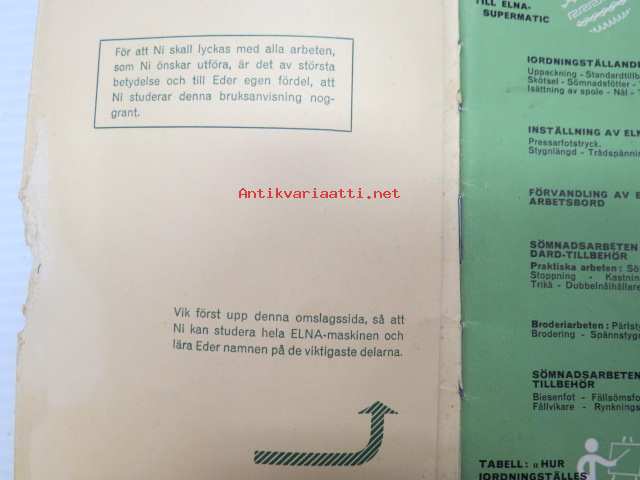 För att Ni skall lyckas med alla arbeten,
som Ni önskar utföra, är det av största
betydelse och till Eder egen fördel, att
Ni studerar denna bruksanvisning nog-
grant.
Antikvariaatti.net
Vik först upp denna omslagssida, så att
Ni kan studera hela ELNA-maskinen och
lära Eder namnen på de viktigaste delarna.
TILL ELNA-
SUPERMATIC
IORDNINGSTÄLLANDE
Uppackning - Standardtillb
Skötsel - Sömnadsfötter -
Isättning av spole - Nål -
INSTÄLLNING AV ELN
Pressarfotstryck.
Stygnlängd - Trådspännin
FÖRVANDLING AV E
ARBETSBORD
SÖMNADSARBETEN
DARD-TILLBEHÖR
Praktiska arbeten: Sö
Stoppning - Kastnin
Trikå - Dubbelnålhållare
Broderiarbeten: Pärlsty
Brodering - Spännstyg
SÖMNADSARBETEN
TILLBEHÖR
Biesenfot - Fällsömsfo
Fållvikare - Rynknings
TABELL: « HUR
IORDNINGSTÄLLES